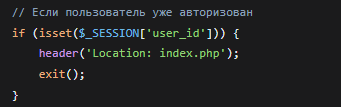 // Если пользователь уже авторизован
if (isset($_SESSION['user_id'])) {
    header('Location: index.php');
    exit();
}